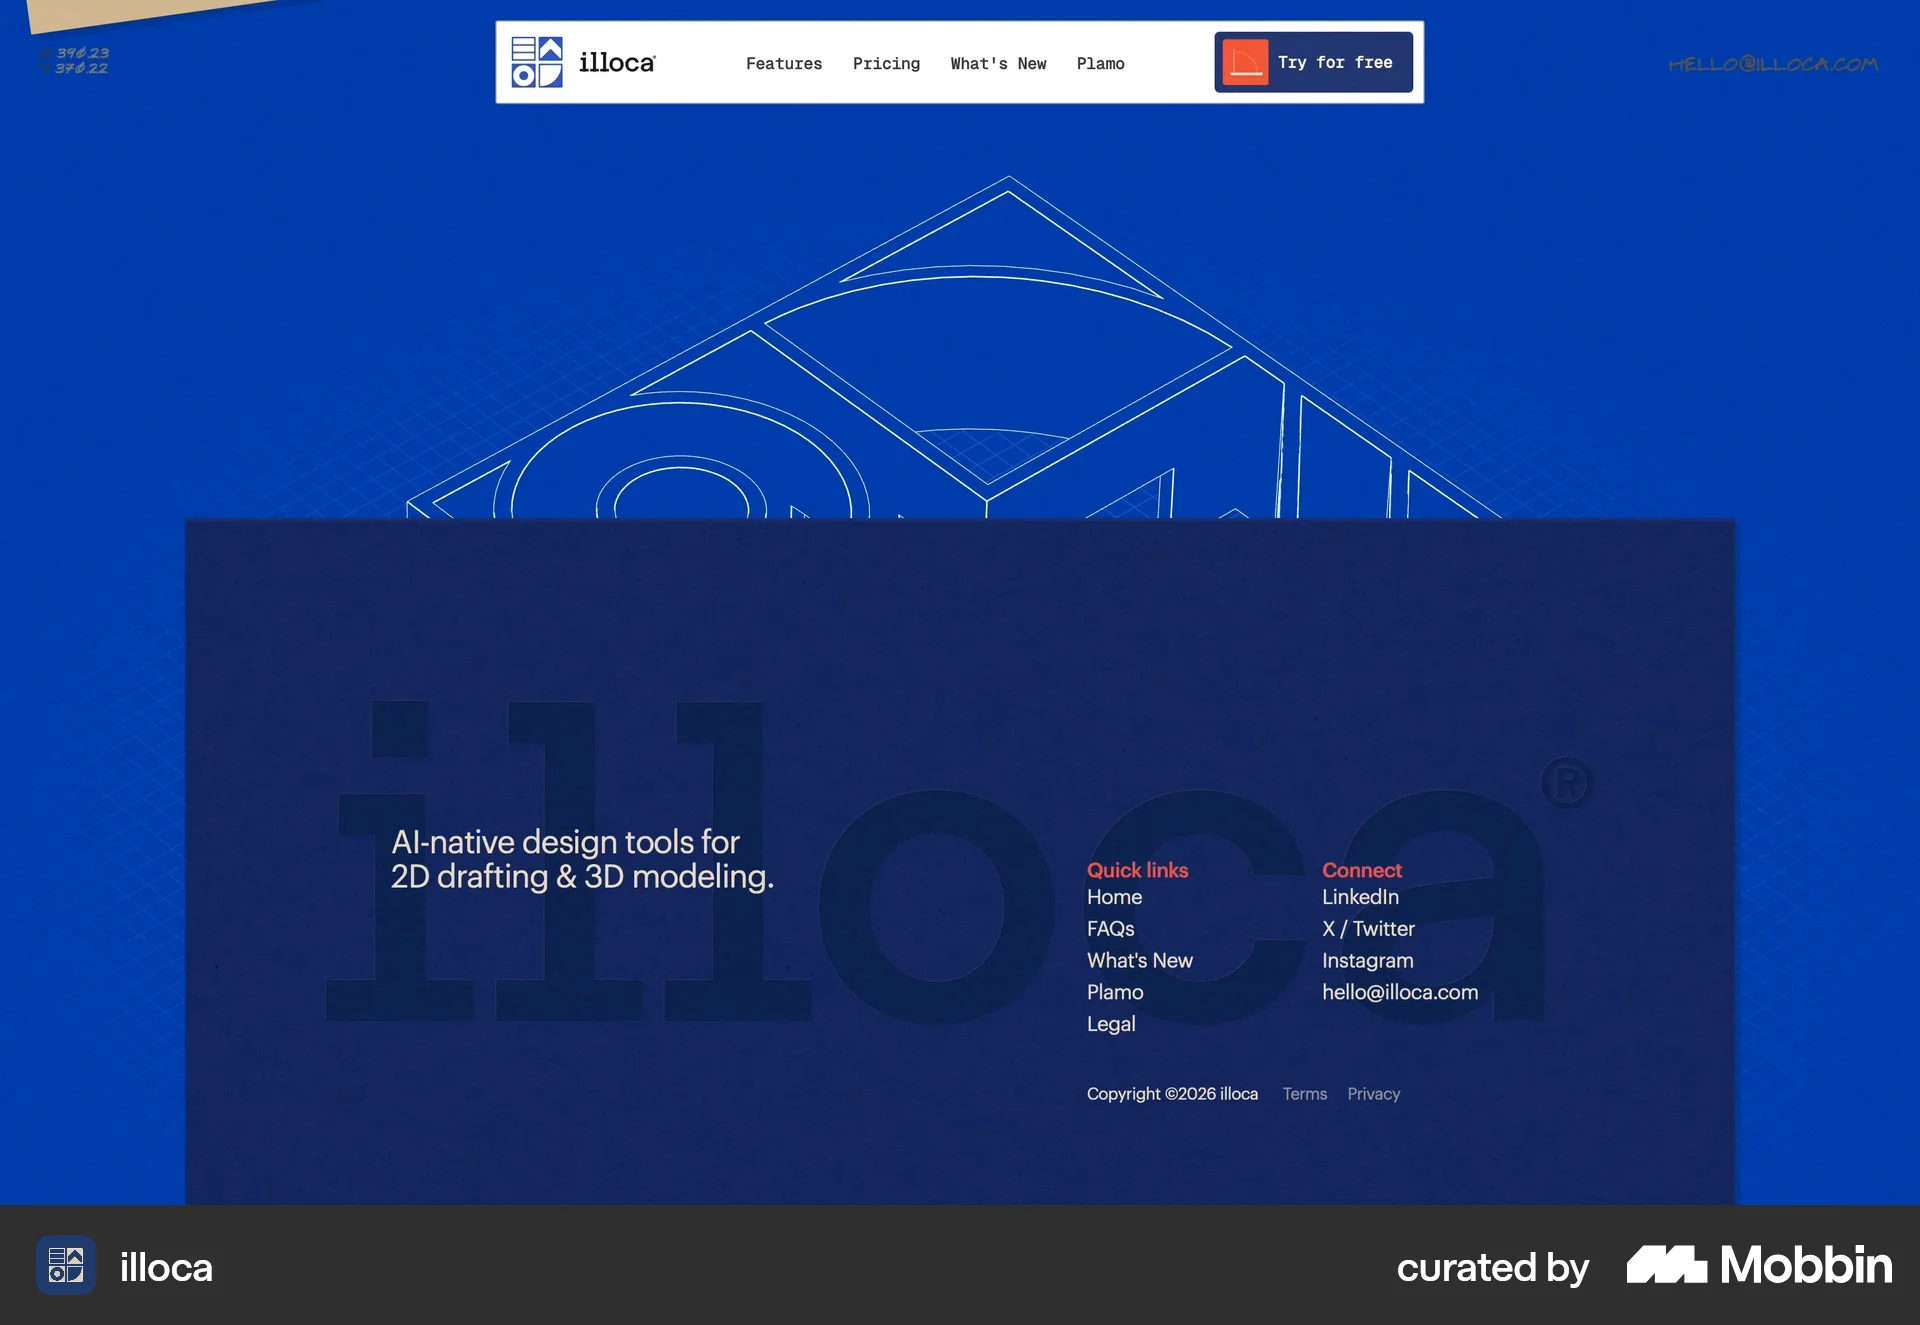 390.23
370.22
illoca
Features
Pricing
What's New
Plamo
Try for free
HELLO@ILLOCA.COM
illoca®
AI-native design tools for
2D drafting & 3D modeling.
Quick links
Home
FAQs
What's New
Plamo
Legal
Connect
LinkedIn
X / Twitter
Instagram
hello@illoca.com
Copyright ©2026 illoca
Terms
Privacy
illoca
curated by
Mobbin